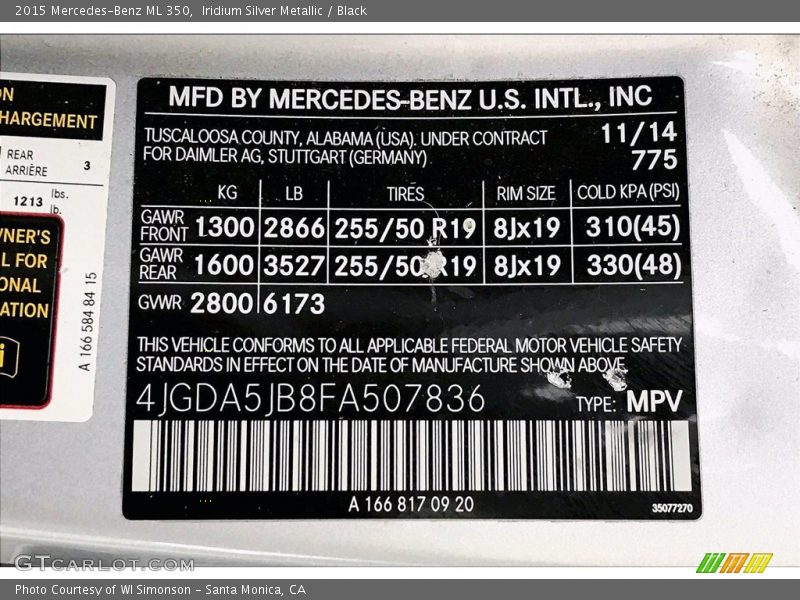 2015 Mercedes-Benz ML 350, Iridium Silver Metallic / Black
ON
HARGEMENT
REAR 3
ARRIÈRE
1213 lbs.
lb.
WNER'S
L FOR
ONAL
ATION
i
A 166 584 84 15
MFD BY MERCEDES-BENZ U.S. INTL., INC
TUSCALOOSA COUNTY, ALABAMA (USA). UNDER CONTRACT 11/14
FOR DAIMLER AG, STUTTGART (GERMANY) 775
KG LB TIRES RIM SIZE COLD KPA (PSI)
GAWR FRONT 1300 2866 255/50 R19 8Jx19 310(45)
GAWR REAR 1600 3527 255/50 R19 8Jx19 330(48)
GVWR 2800 6173
THIS VEHICLE CONFORMS TO ALL APPLICABLE FEDERAL MOTOR VEHICLE SAFETY
STANDARDS IN EFFECT ON THE DATE OF MANUFACTURE SHOWN ABOVE.
4JGDA5JB8FA507836 TYPE: MPV
A 166 817 09 20
35077270
GTCARLOT.COM
Photo Courtesy of WI Simonson - Santa Monica, CA